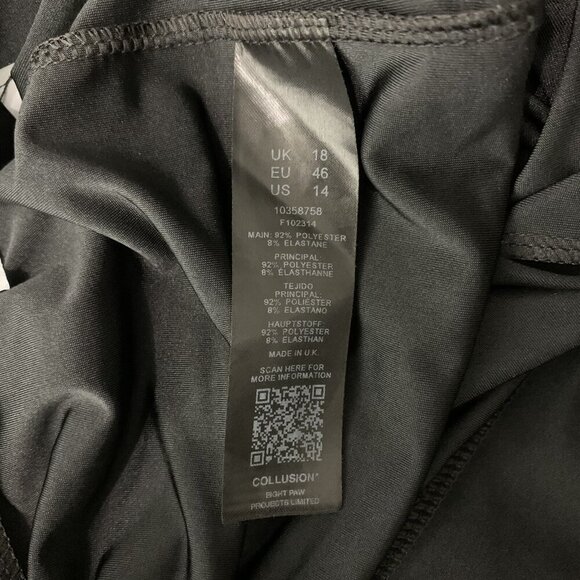 UK 18
EU 46
US 14
10358758
F102314
MAIN: 92% POLYESTER
8% ELASTANE
PRINCIPAL:
92% POLYESTER
8% ÉLASTHANNE
TEJIDO
PRINCIPAL:
92% POLIÉSTER
8% ELASTANO
HAUPTSTOFF:
92% POLYESTER
8% ELASTHAN
MADE IN U.K.
SCAN HERE FOR
MORE INFORMATION
COLLUSION
EIGHT PAW
PROJECTS LIMITED